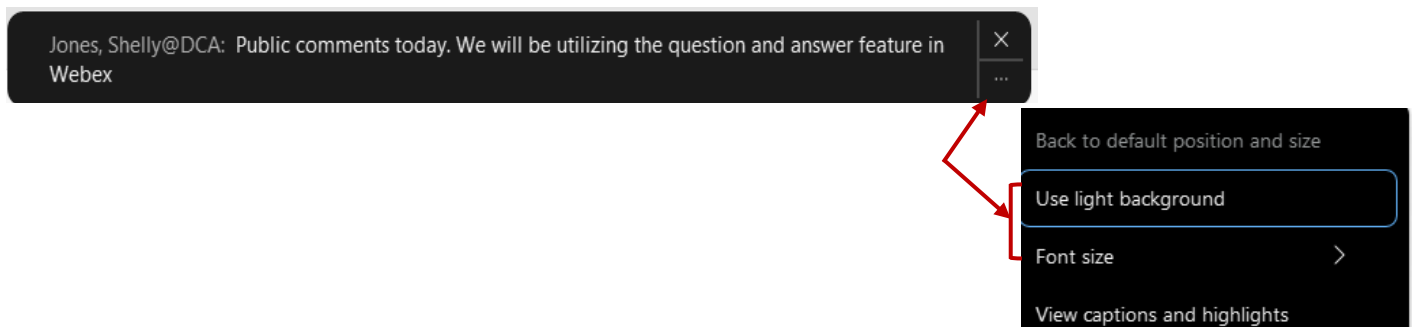 Jones, Shelly@DCA: Public comments today. We will be utilizing the question and answer feature in
Webex
Back to default position and size
Use light background
Font size
View captions and highlights